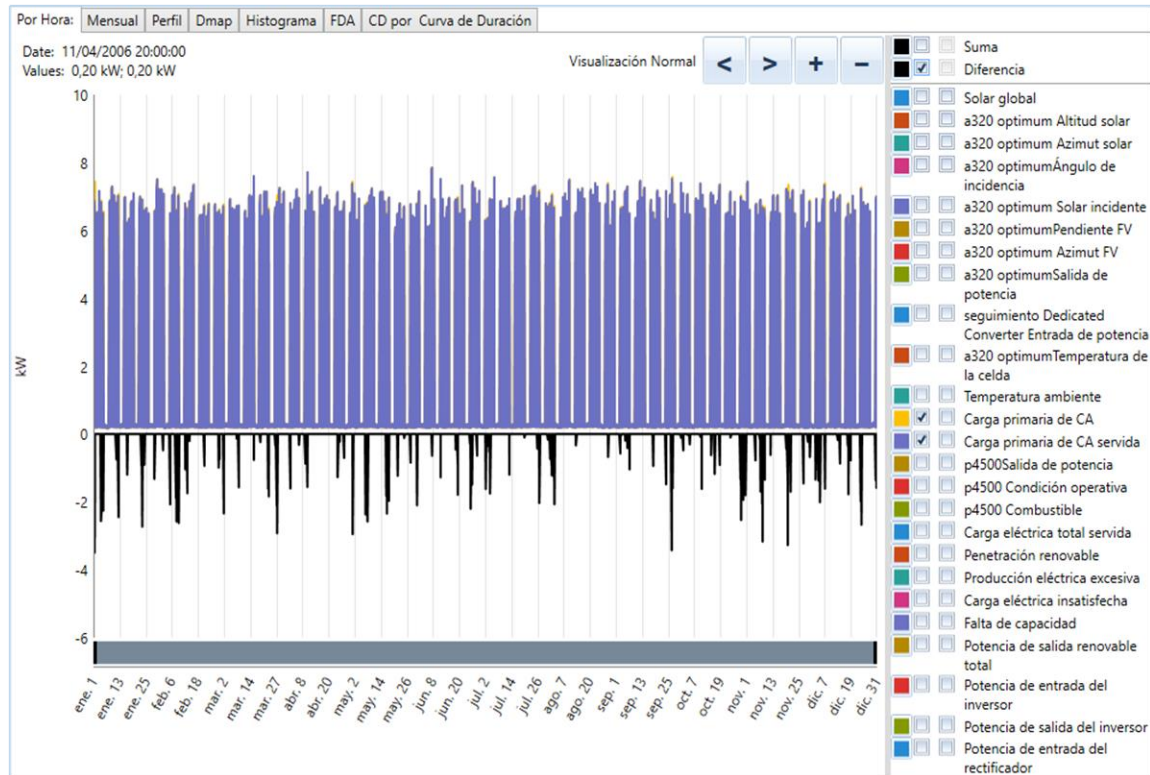 Por Hora: Mensual Perfil Dmap Histograma FDA CD por Curva de Duración
Date: 11/04/2006 20:00:00
Values: 0,20 kW; 0,20 kW
Visualización Normal < > + −
kW
10
8
6
4
2
0
-2
-4
-6
ene. 1 ene. 13 ene. 25 feb. 6 feb. 18 mar. 2 mar. 14 mar. 27 abr. 8 abr. 20 may. 2 may. 14 may. 26 jun. 8 jun. 20 jul. 2 jul. 14 jul. 26 ago. 7 ago. 20 sep. 1 sep. 13 sep. 25 oct. 7 oct. 19 nov. 1 nov. 13 nov. 25 dic. 7 dic. 19 dic. 31
Suma
Diferencia
Solar global
a320 optimum Altitud solar
a320 optimum Azimut solar
a320 optimumÁngulo de
incidencia
a320 optimum Solar incidente
a320 optimumPendiente FV
a320 optimum Azimut FV
a320 optimumSalida de
potencia
seguimiento Dedicated
Converter Entrada de potencia
a320 optimumTemperatura de
la celda
Temperatura ambiente
Carga primaria de CA
Carga primaria de CA servida
p4500Salida de potencia
p4500 Condición operativa
p4500 Combustible
Carga eléctrica total servida
Penetración renovable
Producción eléctrica excesiva
Carga eléctrica insatisfecha
Falta de capacidad
Potencia de salida renovable
total
Potencia de entrada del
inversor
Potencia de salida del inversor
Potencia de entrada del
rectificador